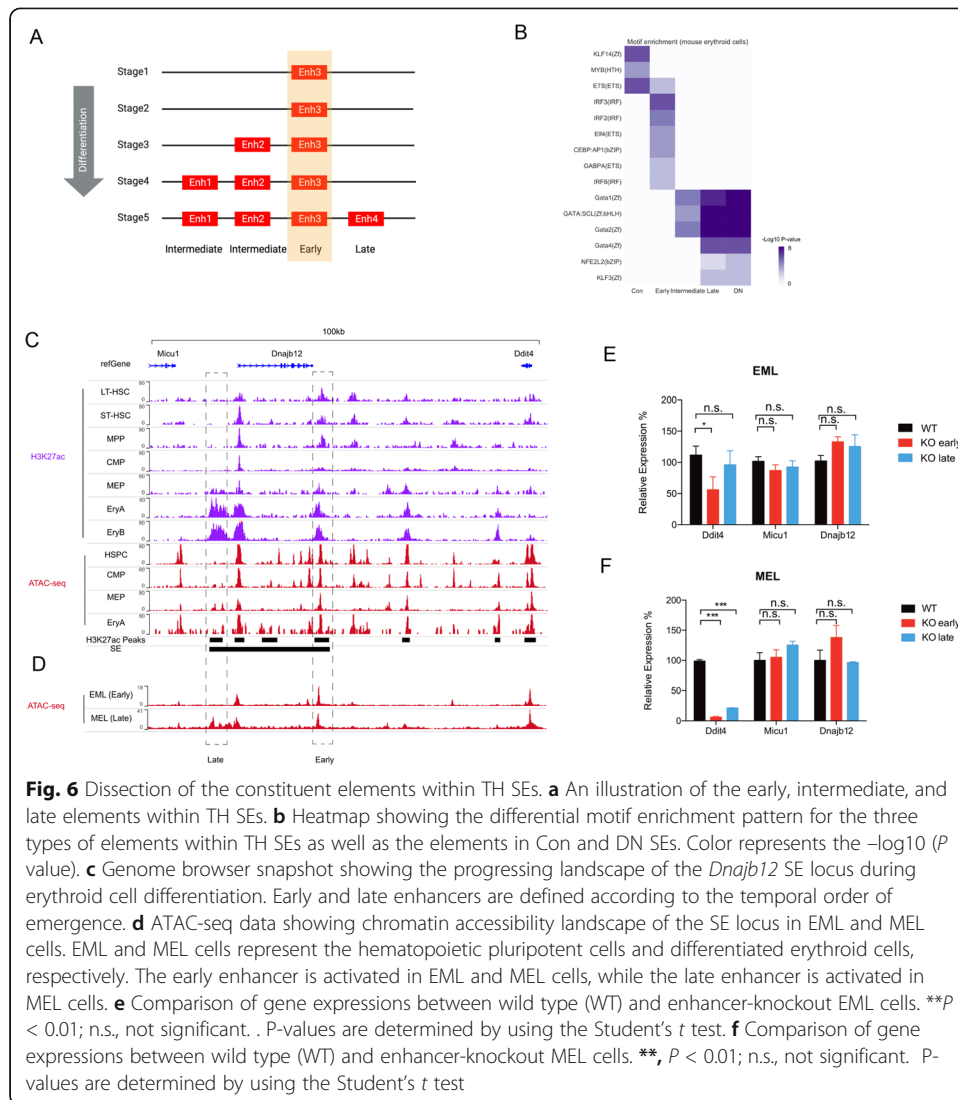 A
Stage1
Enh3
Stage2
Enh3
Stage3
Enh2
Enh3
Stage4
Enh1
Enh2
Enh3
Stage5
Enh1
Enh2
Enh3
Enh4
Differentiation
Intermediate
Intermediate
Early
Late
B
Motif enrichment (mouse erythroid cells)
KLF14(Zf)
MYB(HTH)
ETS(ETS)
IRF3(IRF)
IRF2(IRF)
Elf4(ETS)
CEBP:AP1(bZIP)
GABPA(ETS)
IRF8(IRF)
Gata1(Zf)
GATA:SCL(Zf,bHLH)
Gata2(Zf)
Gata4(Zf)
NFE2L2(bZIP)
KLF3(Zf)
Con
Early
Intermediate
Late
DN
-Log10 P-value
8
0
C
100kb
refGene
Micu1
Dnajb12
Ddit4
H3K27ac
LT-HSC
ST-HSC
MPP
CMP
MEP
EryA
EryB
ATAC-seq
HSPC
CMP
MEP
EryA
H3K27ac Peaks
SE
D
ATAC-seq
EML (Early)
MEL (Late)
18
0
41
0
Late
Early
E
EML
Relative Expression %
200
150
100
50
0
n.s.
*
n.s.
n.s.
n.s.
n.s.
WT
KO early
KO late
Ddit4
Micu1
Dnajb12
F
MEL
Relative Expression %
200
150
100
50
0
***
***
n.s.
n.s.
n.s.
n.s.
WT
KO early
KO late
Ddit4
Micu1
Dnajb12
Fig. 6 Dissection of the constituent elements within TH SEs. a An illustration of the early, intermediate, and
late elements within TH SEs. b Heatmap showing the differential motif enrichment pattern for the three
types of elements within TH SEs as well as the elements in Con and DN SEs. Color represents the –log10 (P
value). c Genome browser snapshot showing the progressing landscape of the Dnajb12 SE locus during
erythroid cell differentiation. Early and late enhancers are defined according to the temporal order of
emergence. d ATAC-seq data showing chromatin accessibility landscape of the SE locus in EML and MEL
cells. EML and MEL cells represent the hematopoietic pluripotent cells and differentiated erythroid cells,
respectively. The early enhancer is activated in EML and MEL cells, while the late enhancer is activated in
MEL cells. e Comparison of gene expressions between wild type (WT) and enhancer-knockout EML cells. **P
< 0.01; n.s., not significant. . P-values are determined by using the Student's t test. f Comparison of gene
expressions between wild type (WT) and enhancer-knockout MEL cells. **, P < 0.01; n.s., not significant. P-
values are determined by using the Student's t test